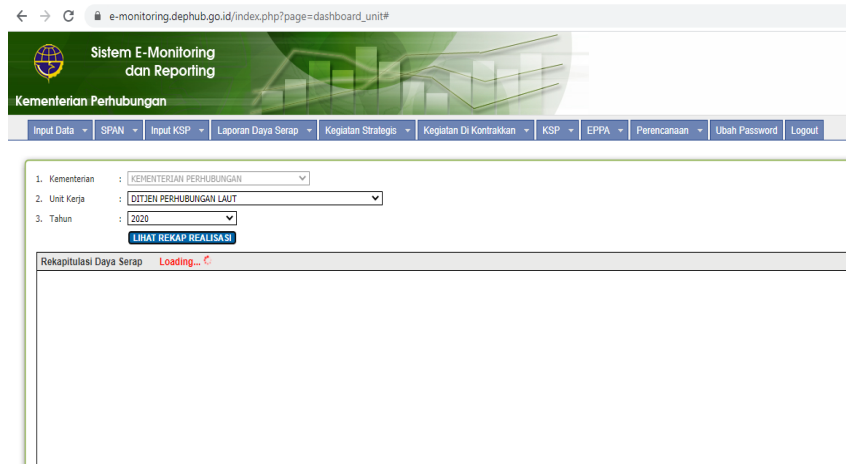 e-monitoring.dephub.go.id/index.php?page=dashboard_unit#
Sistem E-Monitoring
dan Reporting
Kementerian Perhubungan
Input Data SPAN Input KSP Laporan Daya Serap Kegiatan Strategis Kegiatan Di Kontrakkan KSP EPPA Perencanaan Ubah Password Logout
1. Kementerian : KEMENTERIAN PERHUBUNGAN
2. Unit Kerja : DITJEN PERHUBUNGAN LAUT
3. Tahun : 2020
LIHAT REKAP REALISASI
Rekapitulasi Daya Serap Loading...